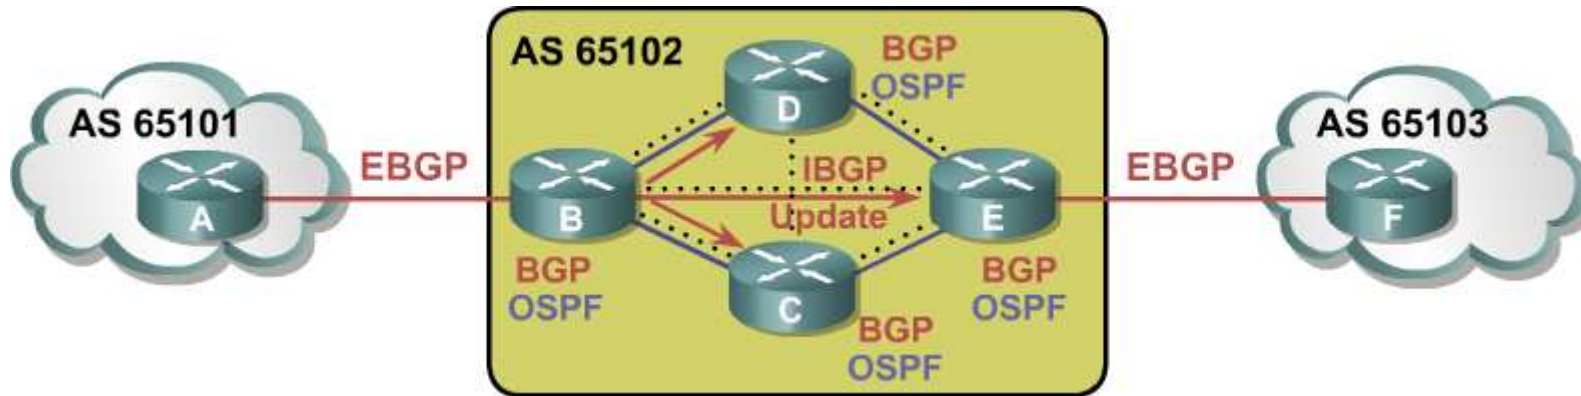 AS 65101
A
EBGP
AS 65102
D
BGP
OSPF
B
BGP
OSPF
IBGP
Update
C
BGP
OSPF
E
BGP
OSPF
EBGP
AS 65103
F